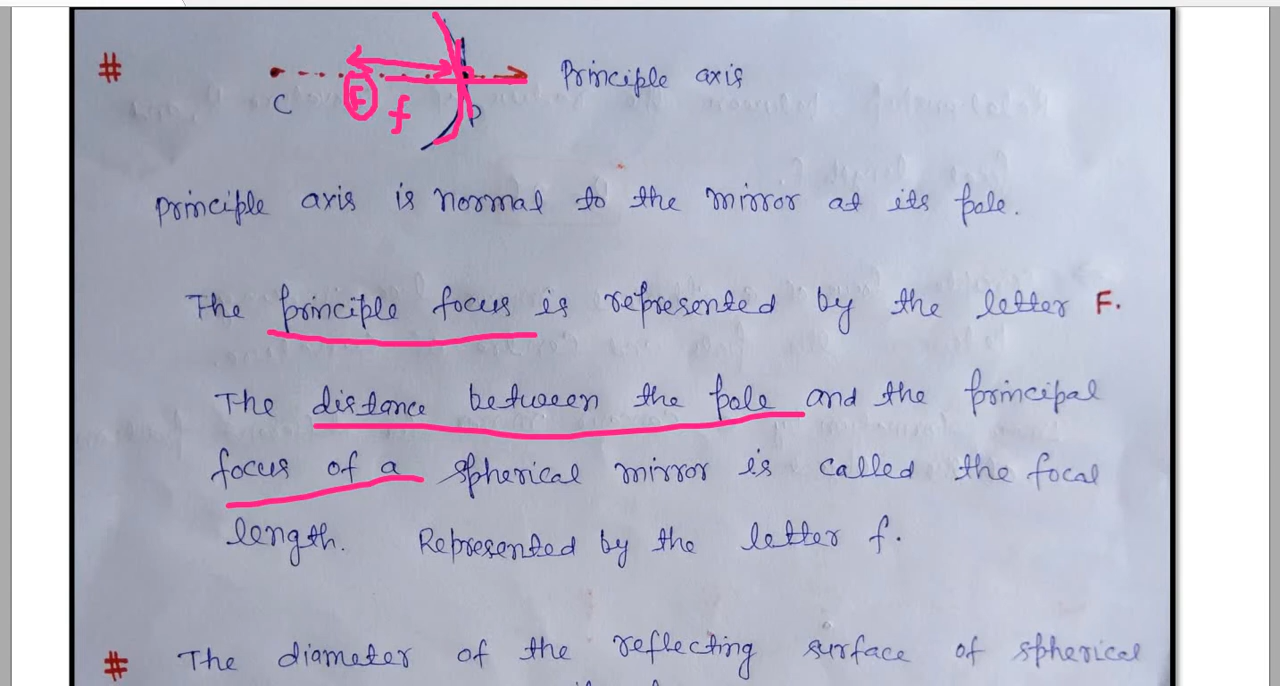 # Principle axis
C F f P
Principle axis is normal to the mirror at its pole.
The principle focus is represented by the letter F.
The distance between the pole and the principal
focus of a spherical mirror is called the focal
length. Represented by the letter f.
# The diameter of the reflecting surface of spherical